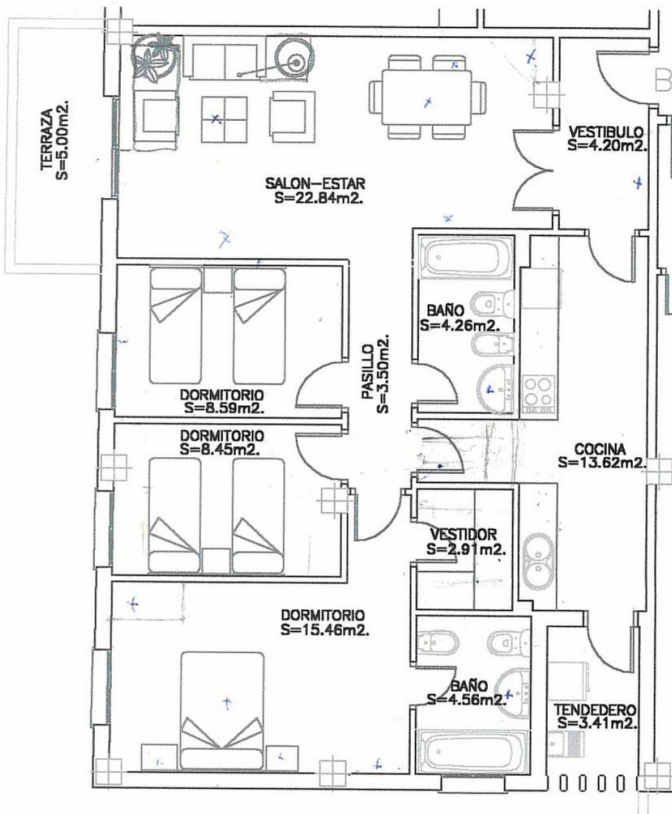 TERRAZA
S=5.00m2.
SALON-ESTAR
S=22.84m2.
VESTIBULO
S=4.20m2.
B
BAÑO
S=4.26m2.
PASILLO
S=3.50m2.
DORMITORIO
S=8.59m2.
DORMITORIO
S=8.45m2.
COCINA
S=13.62m2.
VESTIDOR
S=2.91m2.
DORMITORIO
S=15.46m2.
BAÑO
S=4.56m2.
TENDEDERO
S=3.41m2.